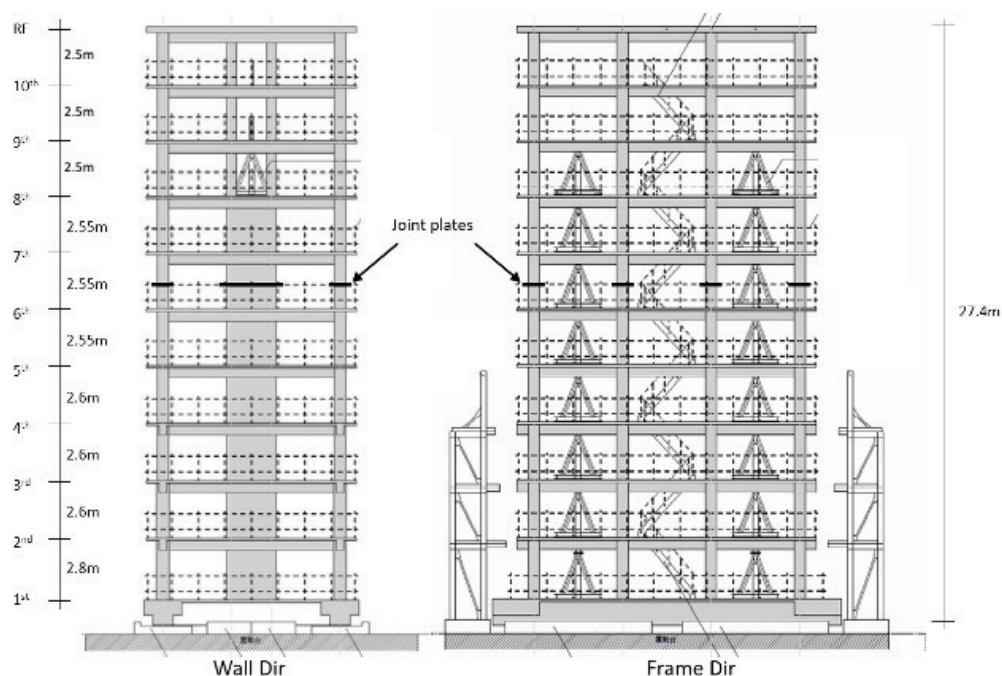 RF
2.5m
10th
2.5m
9th
2.5m
8th
2.55m
7th
2.55m
6th
2.55m
5th
2.6m
4th
2.6m
3rd
2.6m
2nd
2.8m
1st
Joint plates
27.4m
Wall Dir
Frame Dir